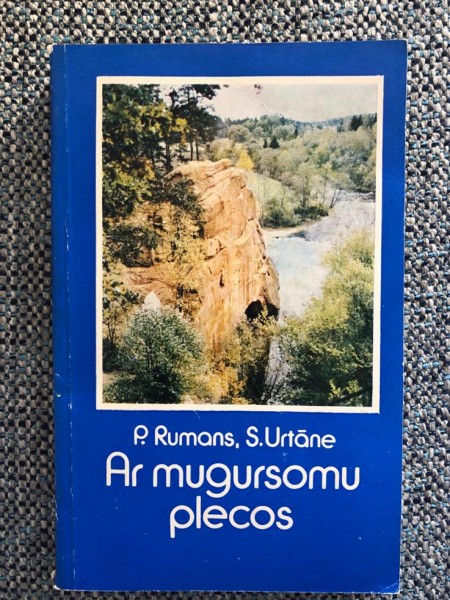 P. Rumans, S. Urtāne
Ar mugursomu
plecos